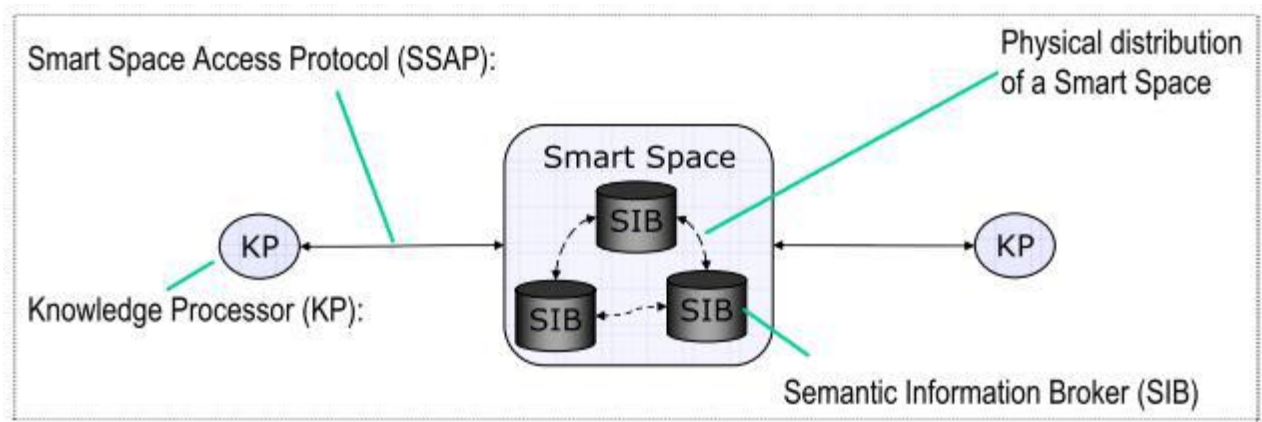 Smart Space Access Protocol (SSAP):
Physical distribution
of a Smart Space
Smart Space
SIB
KP
KP
SIB
SIB
Knowledge Processor (KP):
Semantic Information Broker (SIB)